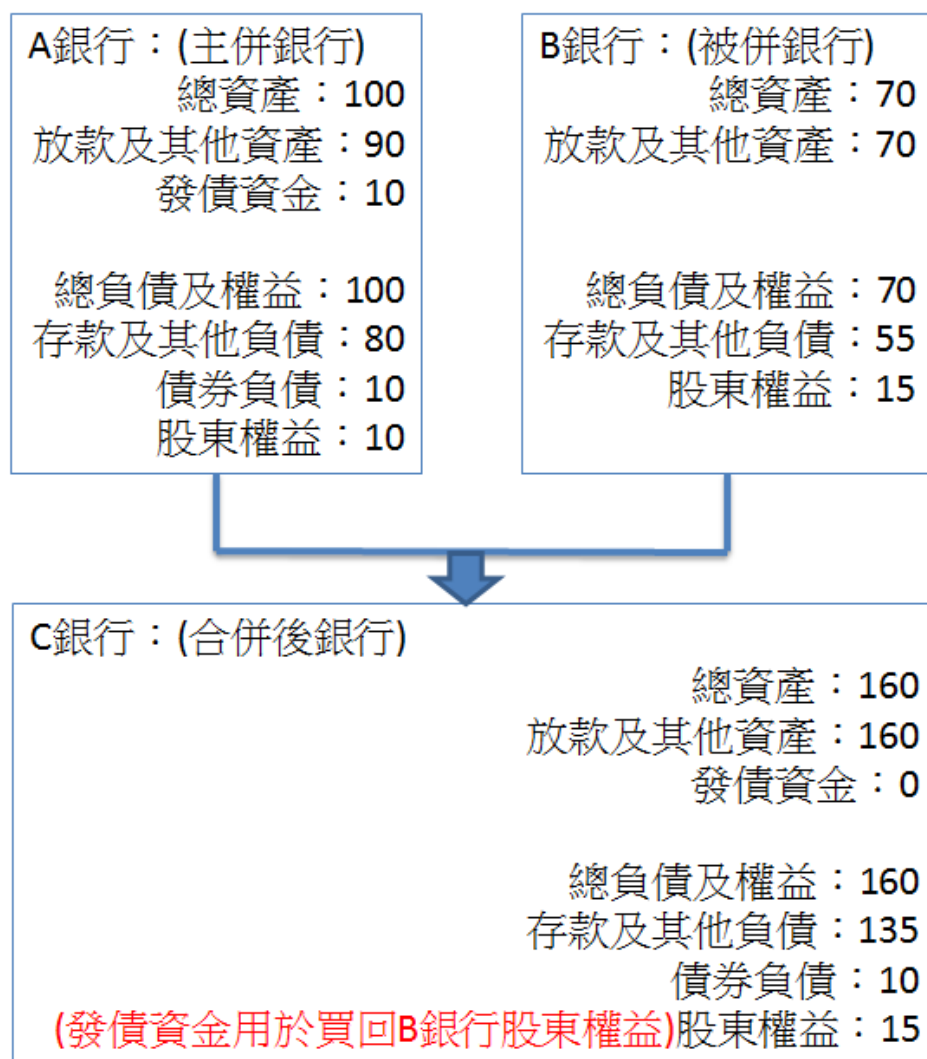 A銀行：(主併銀行)
總資產：100
放款及其他資產：90
發債資金：10
總負債及權益：100
存款及其他負債：80
債券負債：10
股東權益：10
B銀行：(被併銀行)
總資產：70
放款及其他資產：70
總負債及權益：70
存款及其他負債：55
股東權益：15
C銀行：(合併後銀行)
總資產：160
放款及其他資產：160
發債資金：0
總負債及權益：160
存款及其他負債：135
債券負債：10
(發債資金用於買回B銀行股東權益)股東權益：15